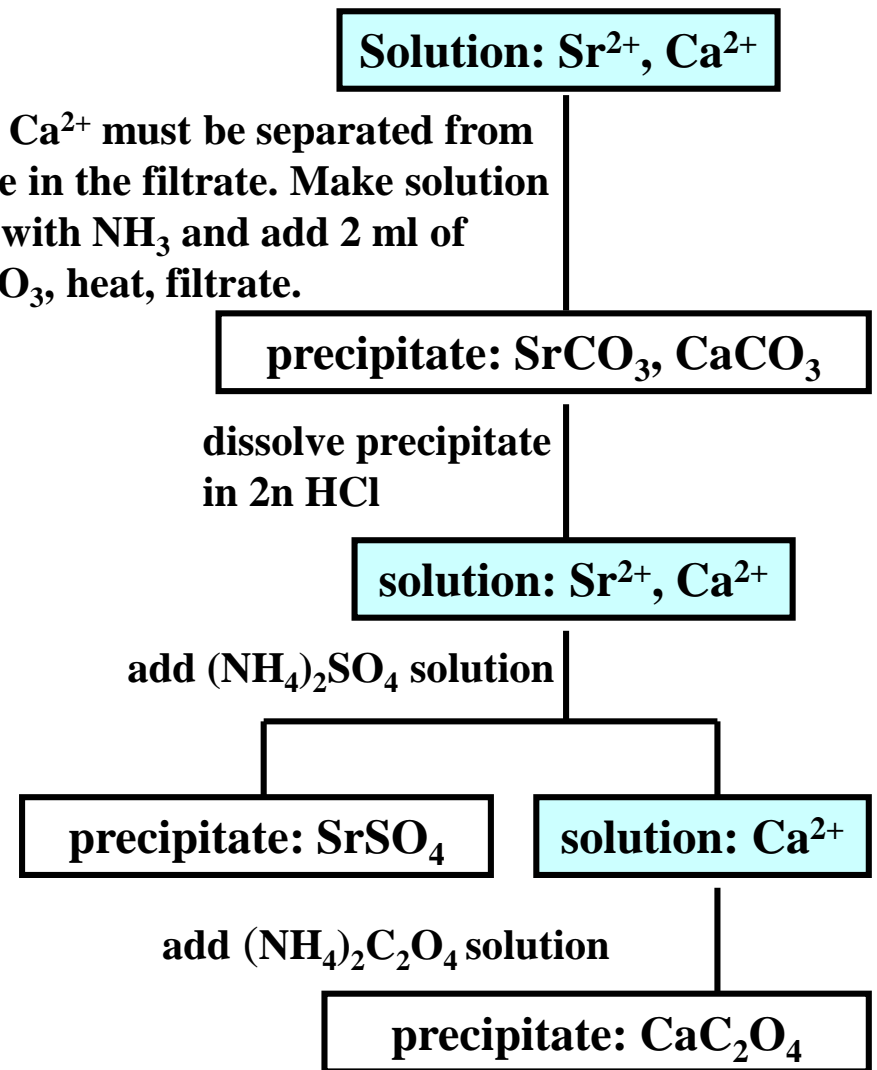 Solution: Sr²⁺, Ca²⁺
Ca²⁺ must be separated from
e in the filtrate. Make solution
with NH₃ and add 2 ml of
O₃, heat, filtrate.
precipitate: SrCO₃, CaCO₃
dissolve precipitate
in 2n HCl
solution: Sr²⁺, Ca²⁺
add (NH₄)₂SO₄ solution
precipitate: SrSO₄
solution: Ca²⁺
add (NH₄)₂C₂O₄ solution
precipitate: CaC₂O₄